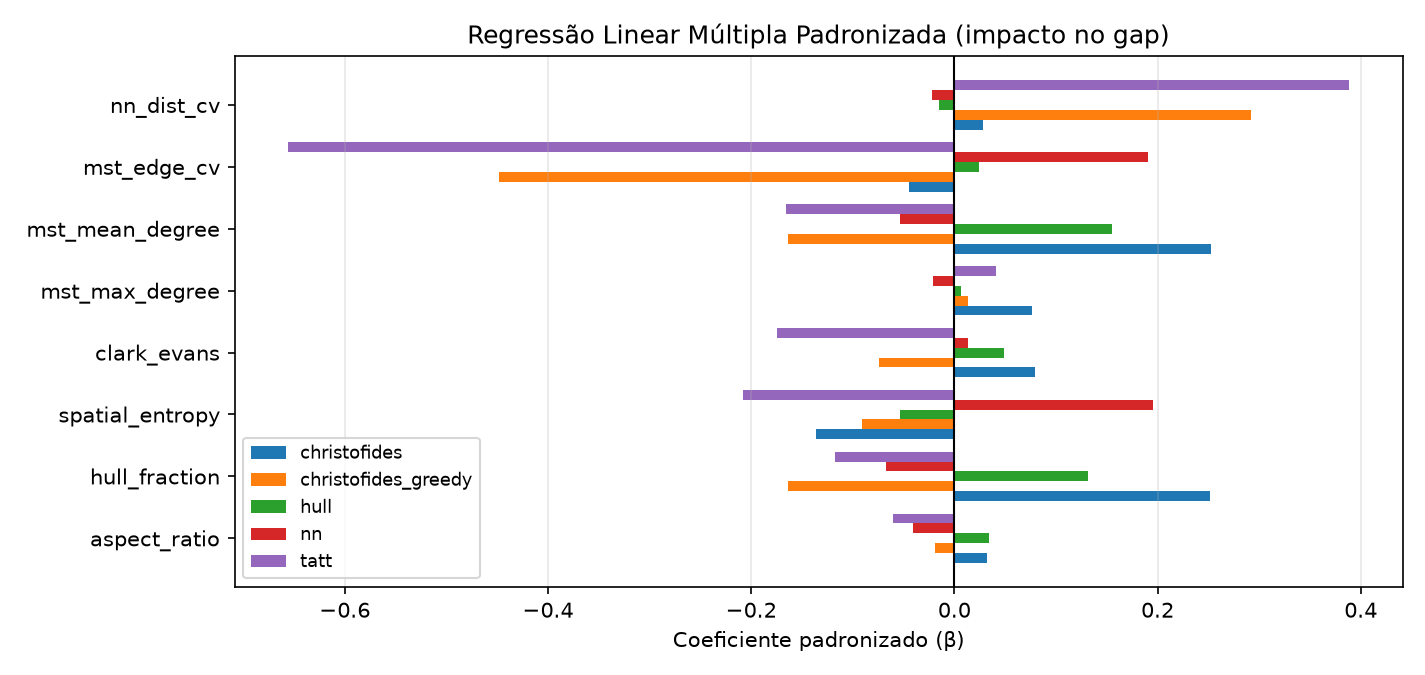 Regressão Linear Múltipla Padronizada (impacto no gap)
nn_dist_cv
mst_edge_cv
mst_mean_degree
mst_max_degree
clark_evans
spatial_entropy
hull_fraction
aspect_ratio
christofides
christofides_greedy
hull
nn
tatt
−0.6 −0.4 −0.2 0.0 0.2 0.4
Coeficiente padronizado (β)